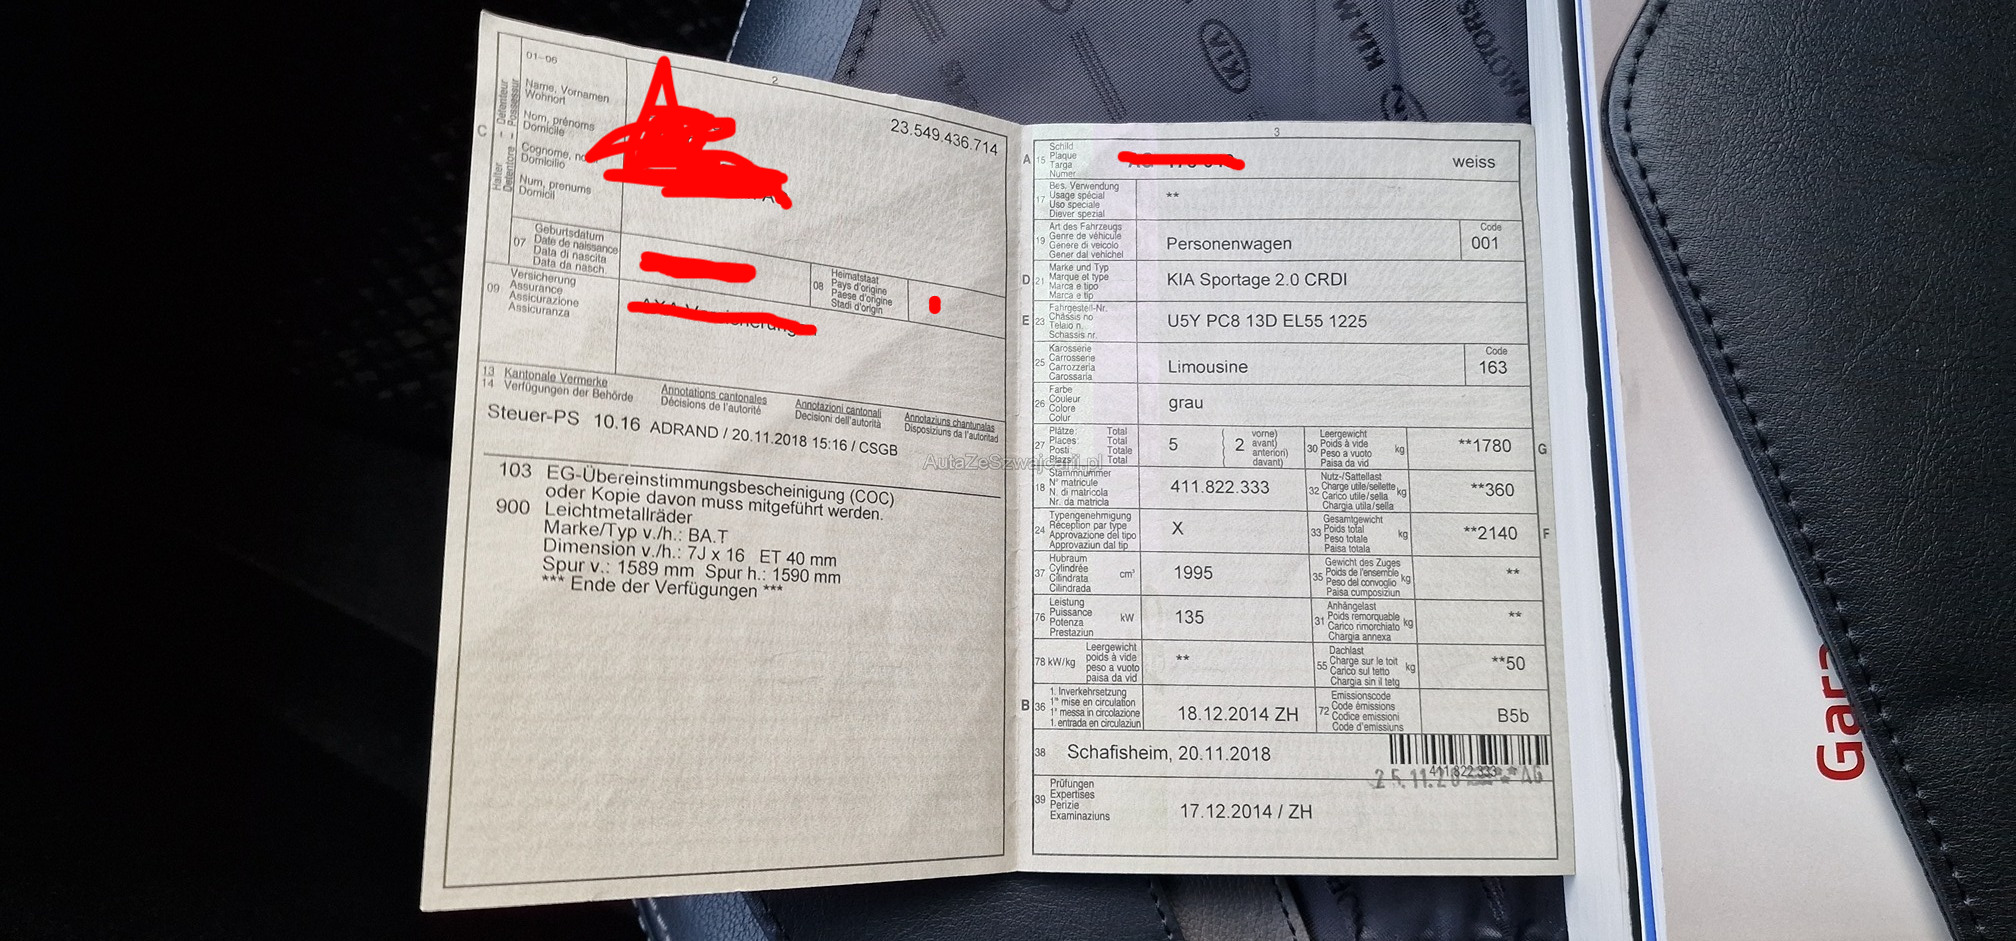 2
01-06
C
Halter - Détenteur
Detentore - Possessur
Name, Vornamen
Wohnort
Nom, prénoms
Domicile
Cognome,
Domicilio
Num, prenums
Domicil
23.549.436.714
07
Geburtsdatum
Date de naissance
Data di nascita
Data da nasch.
08
Heimatstaat
Pays d'origine
Paese d'origine
Stadi d'origin
09
Versicherung
Assurance
Assicurazione
Assicuranza
13 Kantonale Vermerke
14 Verfügungen der Behörde
Annotations cantonales
Décisions de l'autorité
Annotazioni cantonali
Decisioni dell'autorità
Annotaziuns chantunalas
Disposiziuns da l'autoritad
Steuer-PS 10.16 ADRAND / 20.11.2018 15:16 / CSGB
103 EG-Übereinstimmungsbescheinigung (COC)
oder Kopie davon muss mitgeführt werden.
900 Leichtmetallräder
Marke/Typ v./h.: BA.T
Dimension v./h.: 7J x 16 ET 40 mm
Spur v.: 1589 mm Spur h.: 1590 mm
*** Ende der Verfügungen ***
3
A 15
Schild
Plaque
Targa
Numer
weiss
17
Bes. Verwendung
Usage spécial
Uso speciale
Diever spezial
**
19
Art des Fahrzeugs
Genre de véhicule
Genere di veicolo
Gener dal vehichel
Personenwagen
Code
001
D 21
Marke und Typ
Marque et type
Marca e tipo
Marca e tip
KIA Sportage 2.0 CRDI
E 23
Fahrgestell-Nr.
Châssis no
Telaio n.
Schassis nr.
U5Y PC8 13D EL55 1225
25
Karosserie
Carrosserie
Carrozzeria
Carossaria
Limousine
Code
163
26
Farbe
Couleur
Colore
Colur
grau
27
Plätze: Total
Places: Total
Posti: Totale
Plazs: Total
5 ( 2 vorne)
avant)
anteriori)
davant)
30
Leergewicht
Poids à vide
Peso a vuoto
Paisa da vid
kg
**1780
G
18
Stammnummer
N° matricule
N. di matricola
Nr. da matricla
411.822.333
32
Nutz-/Sattellast
Charge utile/sellette
Carico utile/sella
Chargia utila/sella
kg
**360
24
Typengenehmigung
Réception par type
Approvazione del tipo
Approvaziun dal tip
X
33
Gesamtgewicht
Poids total
Peso totale
Paisa totala
kg
**2140
F
37
Hubraum
Cylindrée
Cilindrata
Cilindrada
cm³
1995
35
Gewicht des Zuges
Poids de l'ensemble
Peso del convoglio
Paisa cumposiziun
kg
**
76
Leistung
Puissance
Potenza
Prestaziun
kW
135
31
Anhängelast
Poids remorquable
Carico rimorchiato
Chargia annexa
kg
**
78 kW/kg
Leergewicht
poids à vide
peso a vuoto
paisa da vid
**
55
Dachlast
Charge sur le toit
Carico sul tetto
Chargia sin il tetg
kg
**50
B 36
1. Inverkehrsetzung
1re mise en circulation
1a messa in circolazione
1. entrada en circulaziun
18.12.2014 ZH
72
Emissionscode
Code émissions
Codice emissioni
Code d'emissiuns
B5b
38
Schafisheim, 20.11.2018
411.822.333
39
Prüfungen
Expertises
Perizie
Examinaziuns
17.12.2014 / ZH
AutaZeSzwajcarii.pl
KIA
KIA M
MOTORS
Gara